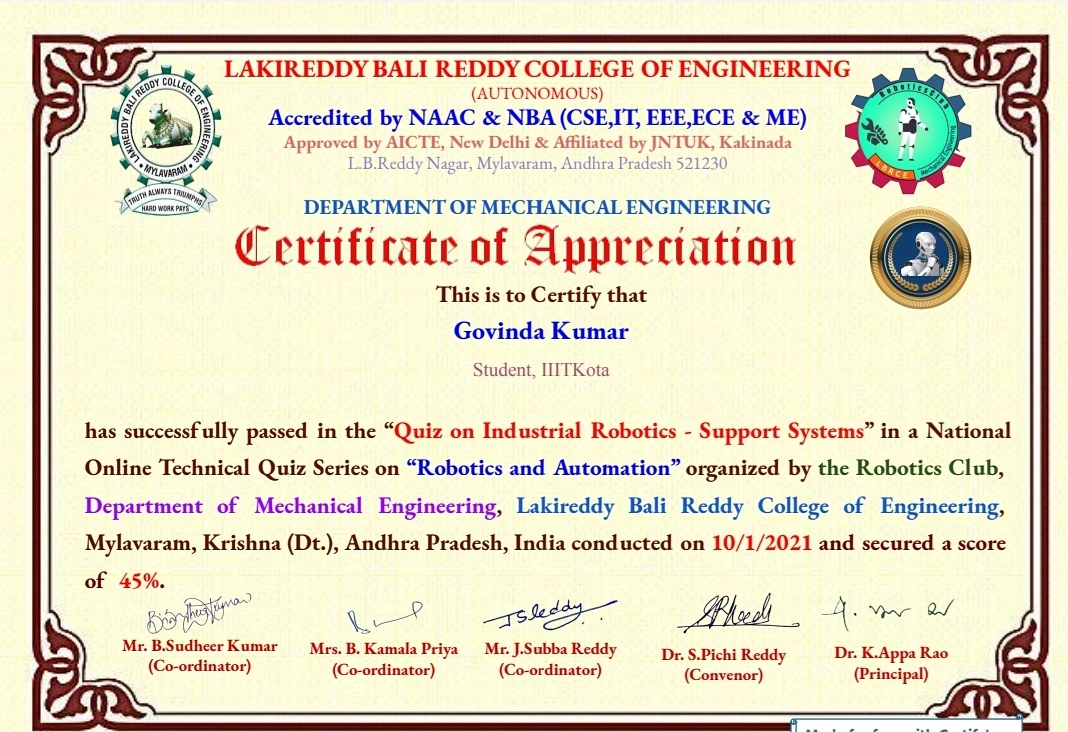 LAKIREDDY BALI REDDY COLLEGE OF ENGINEERING
(AUTONOMOUS)
Accredited by NAAC & NBA (CSE,IT, EEE,ECE & ME)
Approved by AICTE, New Delhi & Affiliated by JNTUK, Kakinada
L.B.Reddy Nagar, Mylavaram, Andhra Pradesh 521230
LAKIREDDY BALI REDDY COLLEGE OF ENGINEERING
MYLAVARAM
TRUTH ALWAYS TRIUMPHS
HARD WORK PAYS
Robotics Club
Mechanical Engineering
LBRCE
DEPARTMENT OF MECHANICAL ENGINEERING
Certificate of Appreciation
This is to Certify that
Govinda Kumar
Student, IIITKota
has successfully passed in the “Quiz on Industrial Robotics - Support Systems” in a National
Online Technical Quiz Series on “Robotics and Automation” organized by the Robotics Club,
Department of Mechanical Engineering, Lakireddy Bali Reddy College of Engineering,
Mylavaram, Krishna (Dt.), Andhra Pradesh, India conducted on 10/1/2021 and secured a score
of 45%.
Mr. B.Sudheer Kumar
(Co-ordinator)
Mrs. B. Kamala Priya
(Co-ordinator)
Mr. J.Subba Reddy
(Co-ordinator)
Dr. S.Pichi Reddy
(Convenor)
Dr. K.Appa Rao
(Principal)